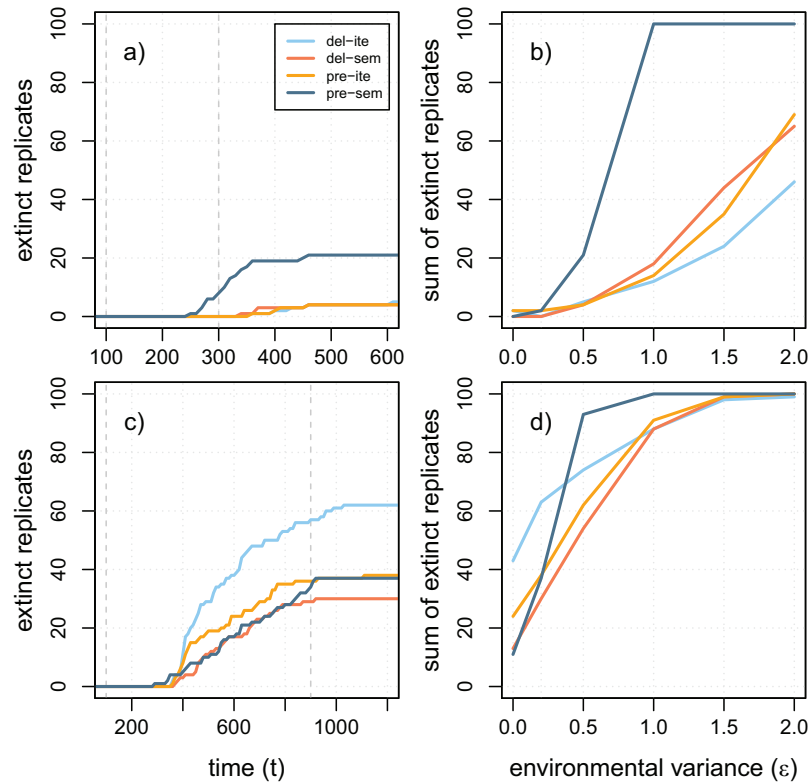 a)
del−ite
del−sem
pre−ite
pre−sem
extinct replicates
0 20 40 60 80 100
100 200 300 400 500 600
b)
sum of extinct replicates
0 20 40 60 80 100
0.0 0.5 1.0 1.5 2.0
c)
extinct replicates
0 20 40 60 80 100
200 600 1000
time (t)
d)
sum of extinct replicates
0 20 40 60 80 100
0.0 0.5 1.0 1.5 2.0
environmental variance (ε)